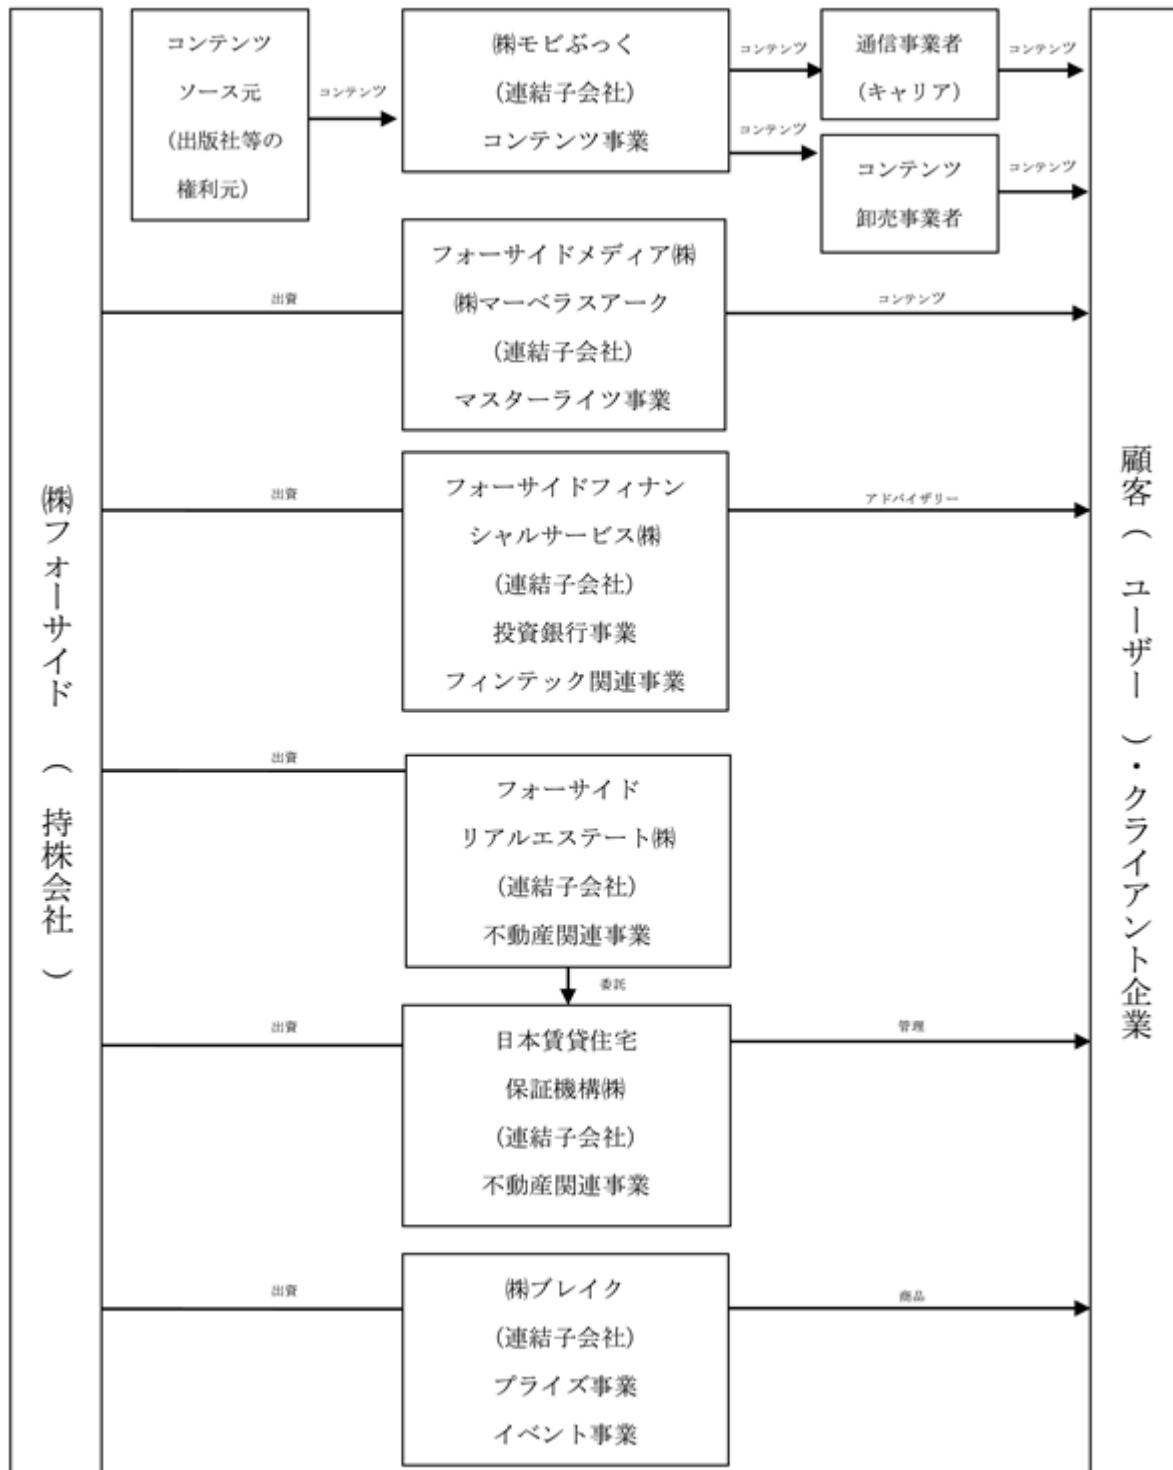 ㈱フォーサイド （持株会社）
コンテンツ
ソース元
(出版社等の
権利元)
コンテンツ
㈱モビぶっく
(連結子会社)
コンテンツ事業
コンテンツ
通信事業者
(キャリア)
コンテンツ
コンテンツ
コンテンツ
卸売事業者
コンテンツ
出資
フォーサイドメディア㈱
㈱マーベラスアーク
(連結子会社)
マスターライツ事業
コンテンツ
出資
フォーサイドフィナン
シャルサービス㈱
(連結子会社)
投資銀行事業
フィンテック関連事業
アドバイザリー
出資
フォーサイド
リアルエステート㈱
(連結子会社)
不動産関連事業
委託
出資
日本賃貸住宅
保証機構㈱
(連結子会社)
不動産関連事業
管理
出資
㈱ブレイク
(連結子会社)
プライズ事業
イベント事業
商品
顧客（ユーザー）・クライアント企業